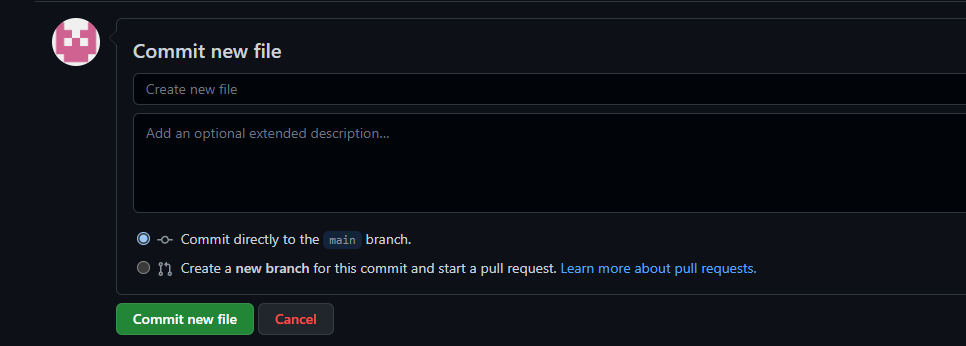 Commit new file
Create new file
Add an optional extended description...
Commit directly to the main branch.
Create a new branch for this commit and start a pull request. Learn more about pull requests.
Commit new file Cancel